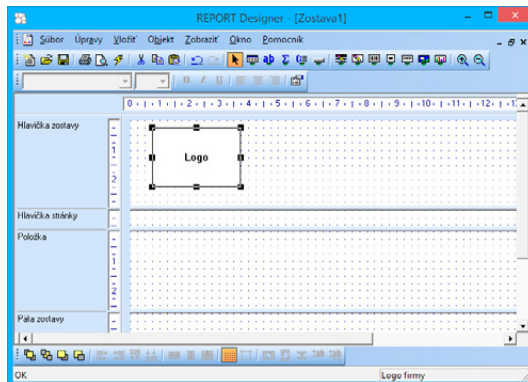 REPORT Designer - [Zostava1]
Súbor Úpravy Vložiť Objekt Zobraziť Okno Pomocník
B I U
0 1 2 3 4 5 6 7 8 9 10 11 12
Hlavička zostavy
Logo
1
2
Hlavička stránky
Položka
1
2
Päta zostavy
OK Logo firmy